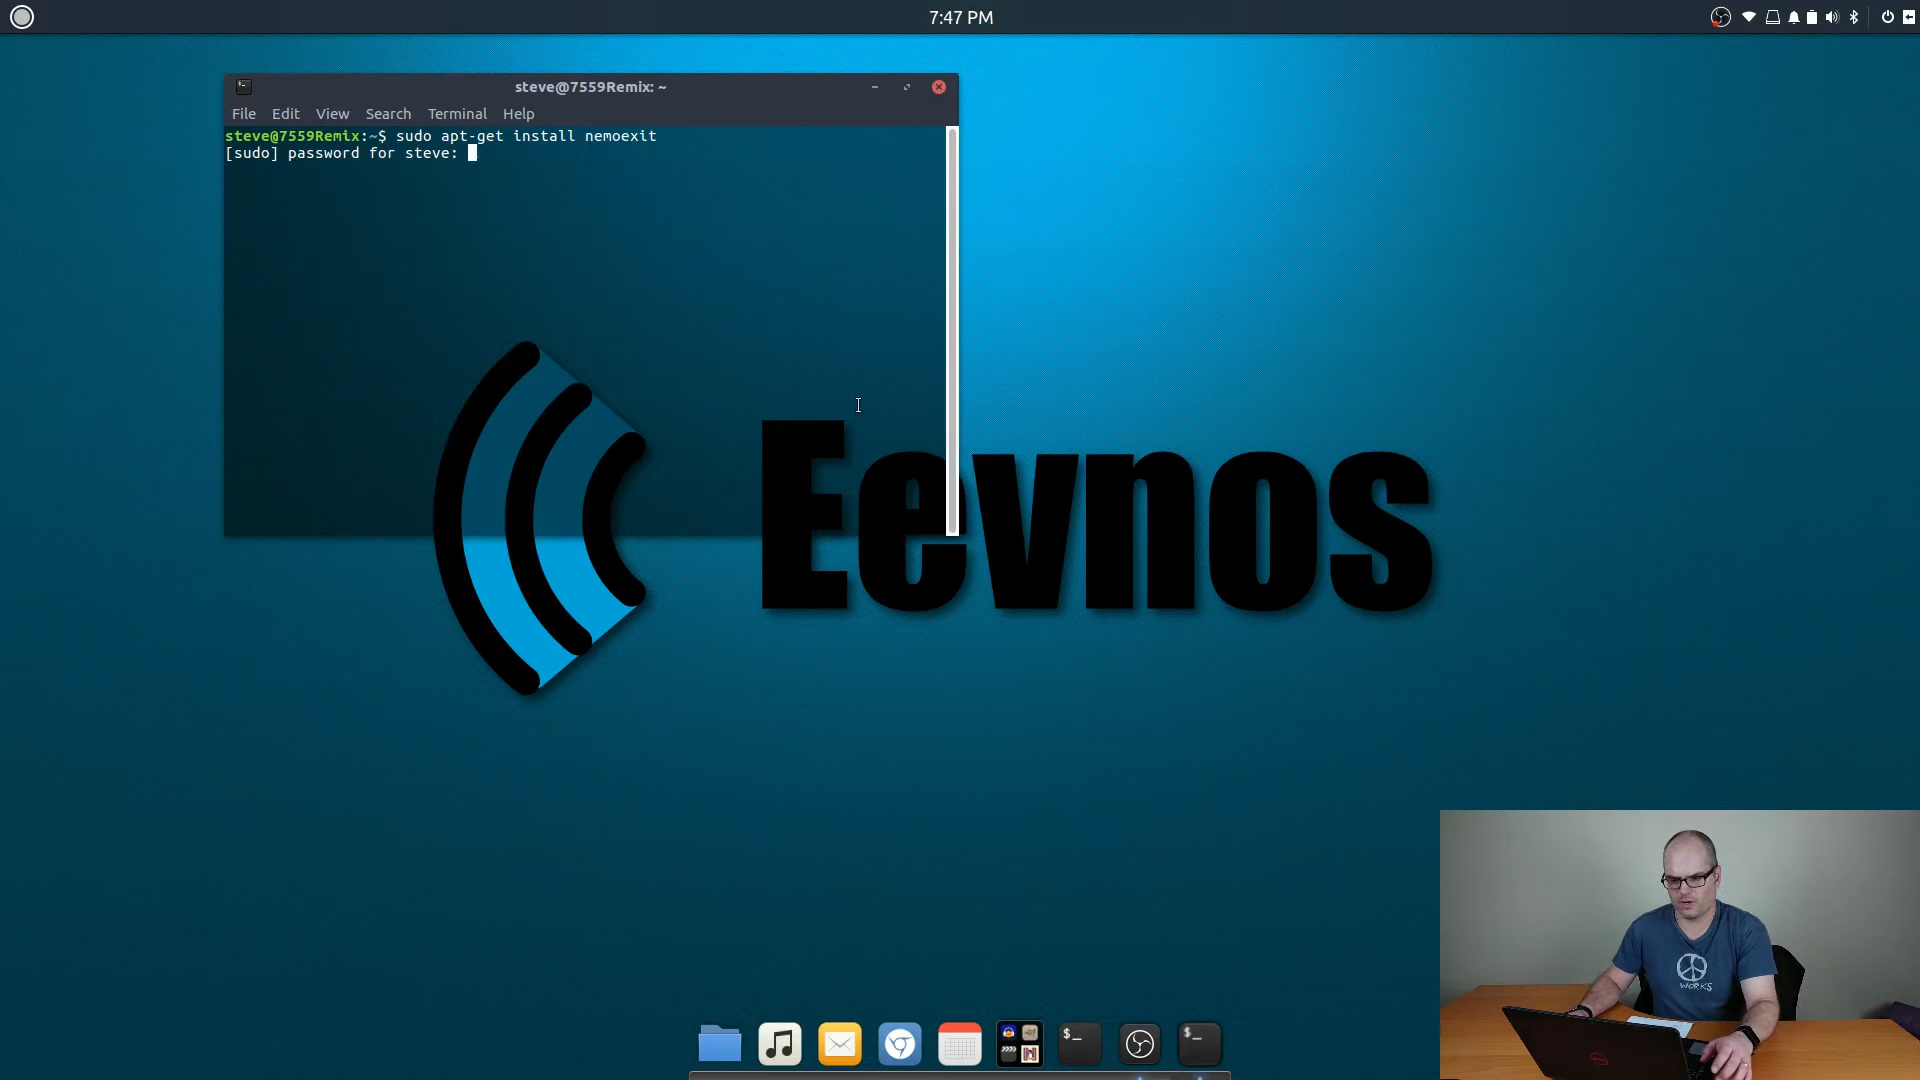 7:47 PM
steve@7559Remix: ~
File Edit View Search Terminal Help
steve@7559Remix:~$ sudo apt-get install nemoexit
[sudo] password for steve:
Eevnos
$_
$_
WORKS